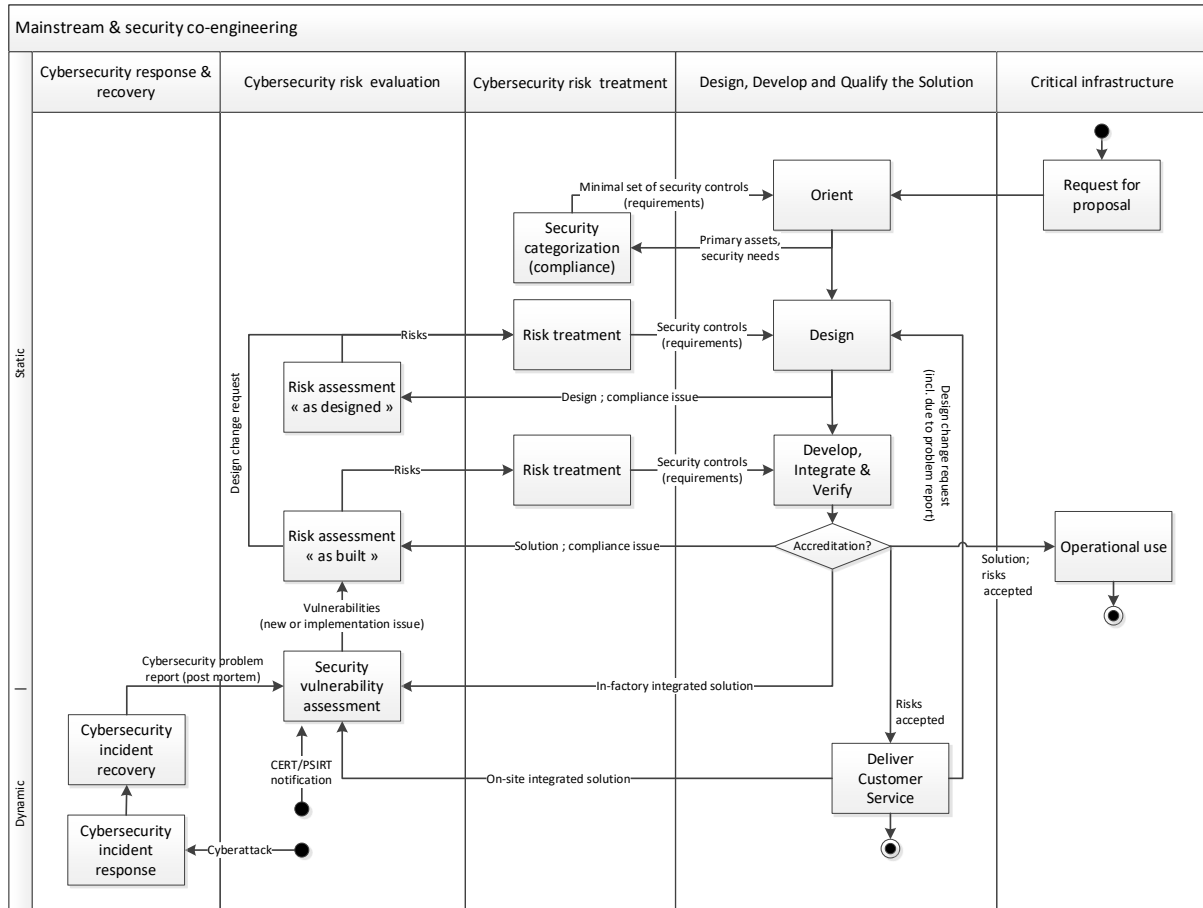 Mainstream & security co-engineering
Cybersecurity response &
recovery
Cybersecurity risk evaluation
Cybersecurity risk treatment
Design, Develop and Qualify the Solution
Critical infrastructure
Static
|
Dynamic
Request for
proposal
Orient
Minimal set of security controls
(requirements)
Security
categorization
(compliance)
Primary assets,
security needs
Risks
Risk treatment
Security controls
(requirements)
Design
Risk assessment
« as designed »
Design ; compliance issue
Design change request
Design change request
(incl. due to problem report)
Risks
Risk treatment
Security controls
(requirements)
Develop,
Integrate &
Verify
Risk assessment
« as built »
Solution ; compliance issue
Accreditation?
Solution;
risks
accepted
Operational use
Vulnerabilities
(new or implementation issue)
Cybersecurity problem
report (post mortem)
Security
vulnerability
assessment
In-factory integrated solution
Risks
accepted
Cybersecurity
incident
recovery
CERT/PSIRT
notification
On-site integrated solution
Deliver
Customer
Service
Cybersecurity
incident
response
Cyberattack